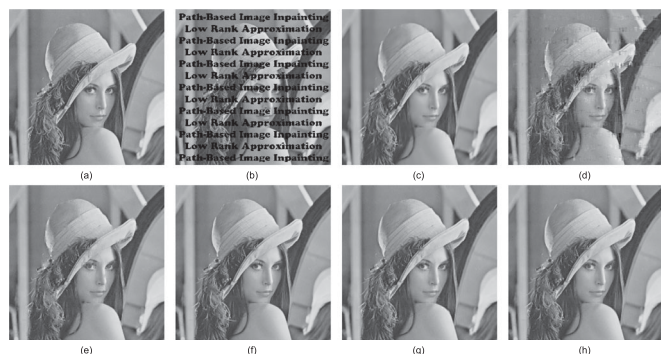 Path-Based Image Inpainting
Low Rank Approximation
Path-Based Image Inpainting
Low Rank Approximation
Path-Based Image Inpainting
Low Rank Approximation
Path-Based Image Inpainting
Low Rank Approximation
Path-Based Image Inpainting
Low Rank Approximation
Path-Based Image Inpainting
Low Rank Approximation
Path-Based Image Inpainting
(a) (b) (c) (d)
(e) (f) (g) (h)